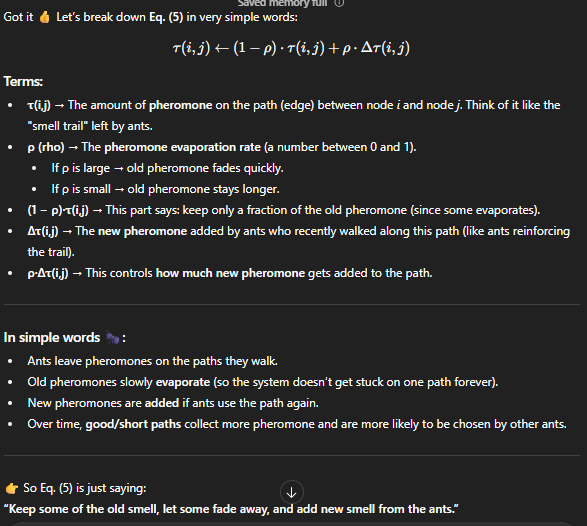 Saved memory full
Got it 👍 Let's break down Eq. (5) in very simple words:
τ(i,j) ← (1 − ρ) · τ(i,j) + ρ · Δτ(i,j)
Terms:
• τ(i,j) → The amount of pheromone on the path (edge) between node i and node j. Think of it like the
"smell trail" left by ants.
• ρ (rho) → The pheromone evaporation rate (a number between 0 and 1).
• If ρ is large → old pheromone fades quickly.
• If ρ is small → old pheromone stays longer.
• (1 − ρ)·τ(i,j) → This part says: keep only a fraction of the old pheromone (since some evaporates).
• Δτ(i,j) → The new pheromone added by ants who recently walked along this path (like ants reinforcing
the trail).
• ρ·Δτ(i,j) → This controls how much new pheromone gets added to the path.
In simple words 🐜:
• Ants leave pheromones on the paths they walk.
• Old pheromones slowly evaporate (so the system doesn't get stuck on one path forever).
• New pheromones are added if ants use the path again.
• Over time, good/short paths collect more pheromone and are more likely to be chosen by other ants.
👉 So Eq. (5) is just saying:
"Keep some of the old smell, let some fade away, and add new smell from the ants."